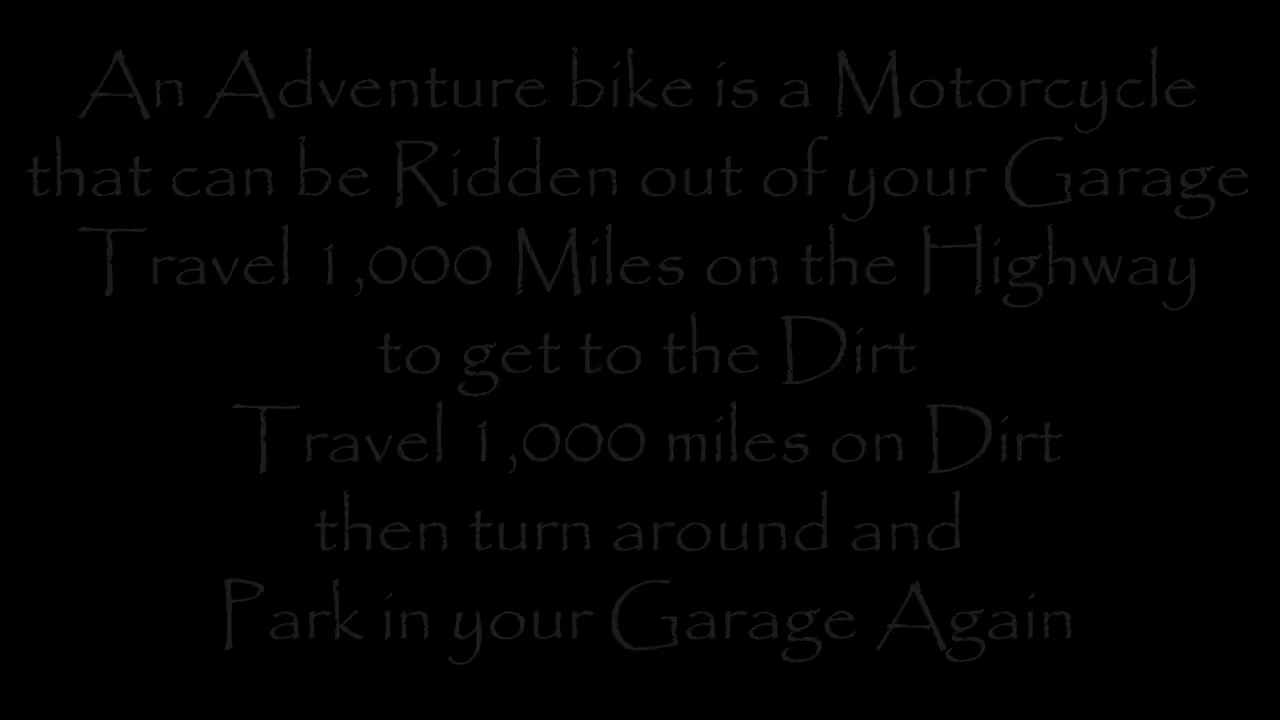 An Adventure bike is a Motorcycle
that can be Ridden out of your Garage
Travel 1,000 Miles on the Highway
to get to the Dirt
Travel 1,000 miles on Dirt
then turn around and
Park in your Garage Again